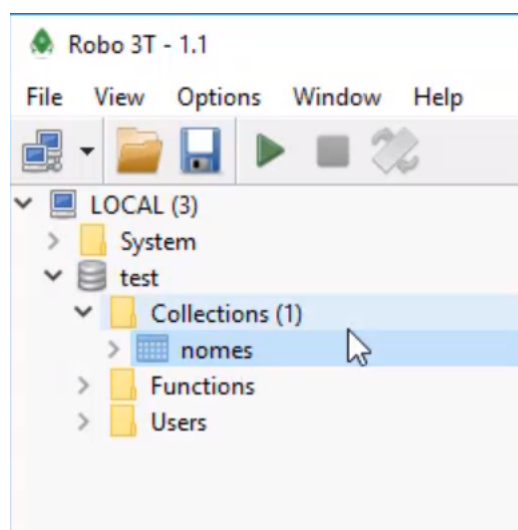 Robo 3T - 1.1
File View Options Window Help
LOCAL (3)
System
test
Collections (1)
nomes
Functions
Users